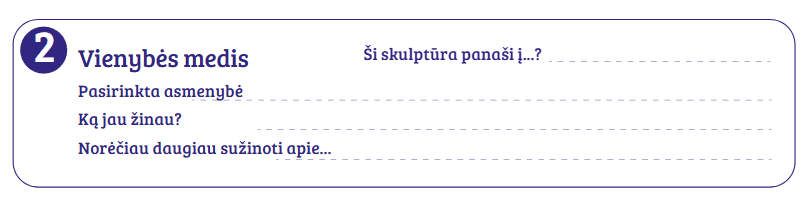 2
Vienybės medis
Ši skulptūra panaši į...?
Pasirinkta asmenybė
Ką jau žinau?
Norėčiau daugiau sužinoti apie...